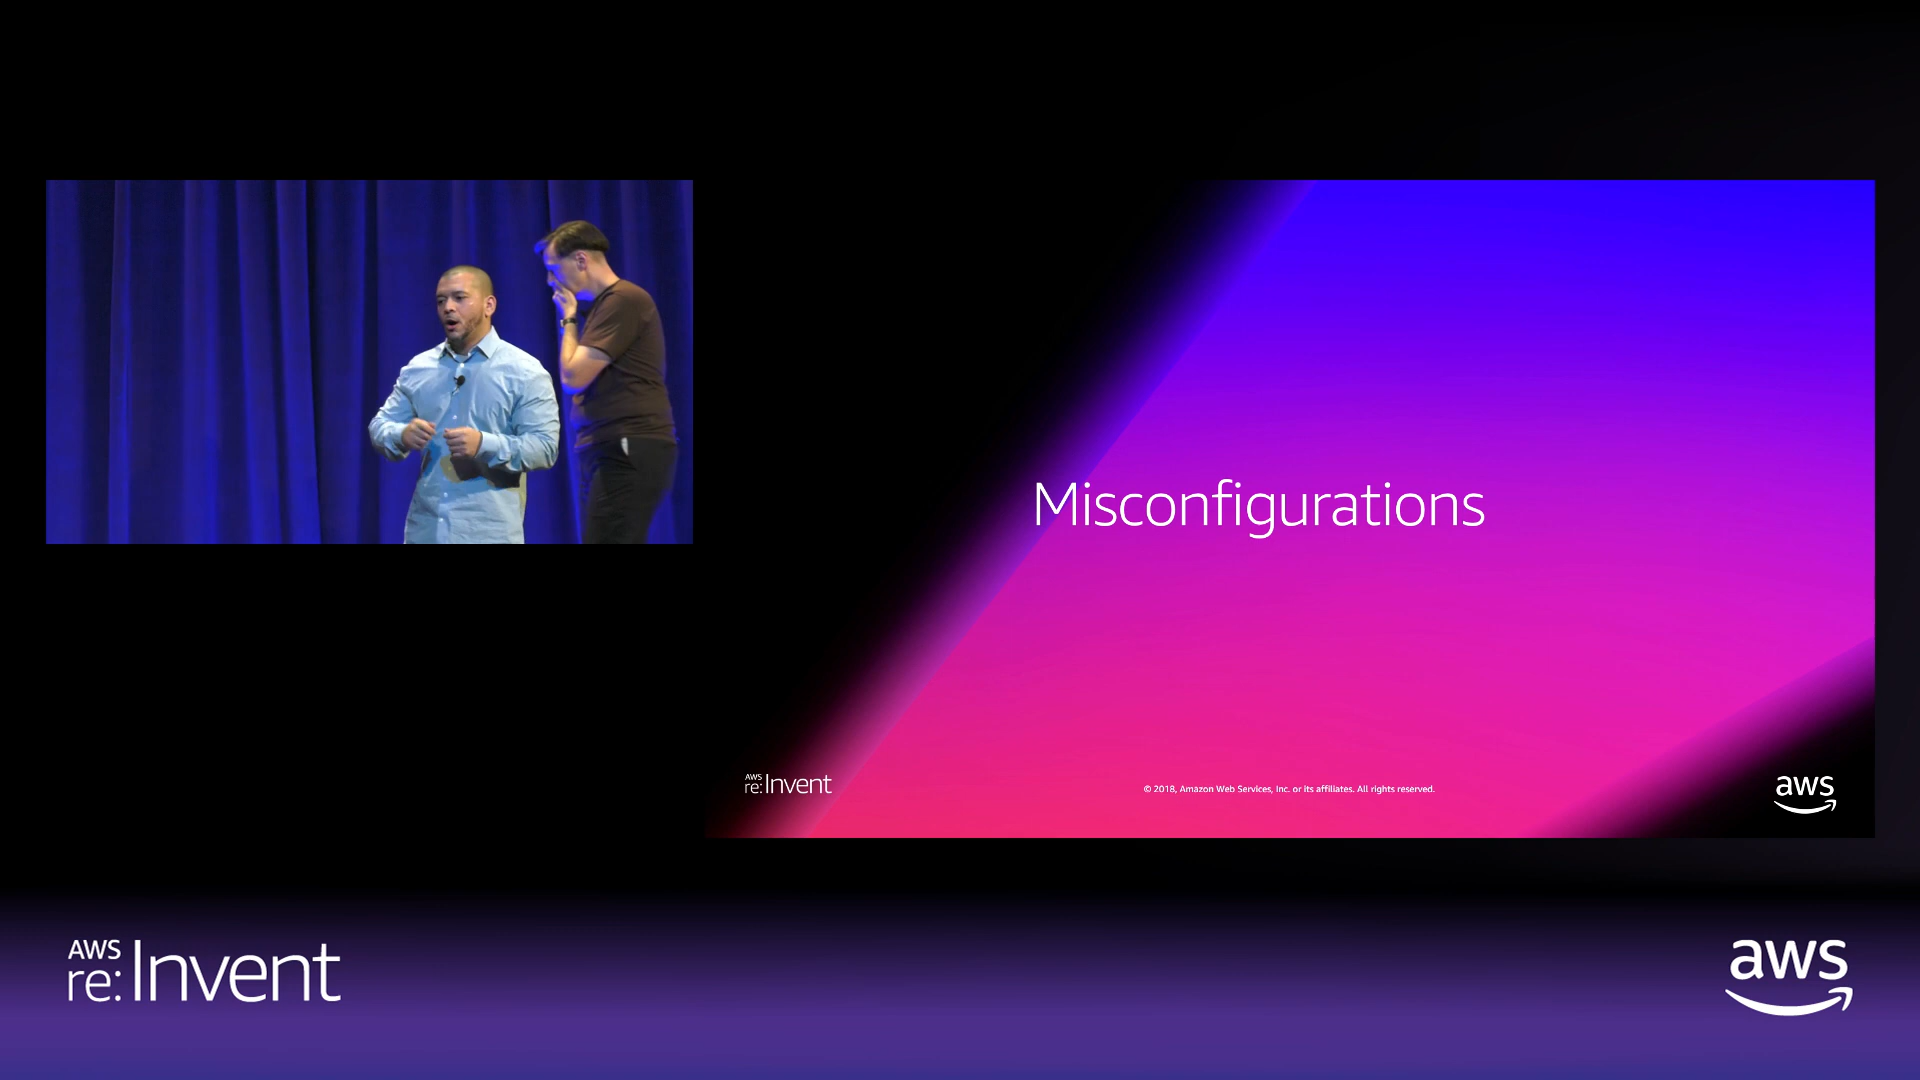 Misconfigurations
AWS
re:Invent
© 2018, Amazon Web Services, Inc. or its affiliates. All rights reserved.
aws
AWS
re:Invent
aws